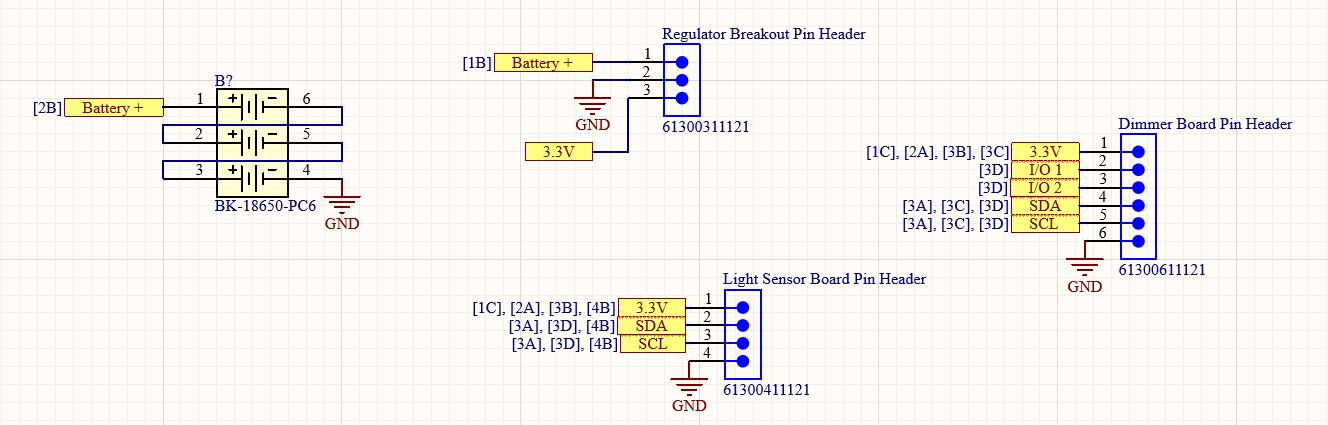 B?
[2B] Battery +
1 + - 6
2 + - 5
3 + - 4
BK-18650-PC6
GND
Regulator Breakout Pin Header
[1B] Battery + 1
2
3
GND
61300311121
3.3V
Dimmer Board Pin Header
[1C], [2A], [3B], [3C] 3.3V 1
[3D] I/O 1 2
[3D] I/O 2 3
[3A], [3C], [3D] SDA 4
[3A], [3C], [3D] SCL 5
6
61300611121
GND
Light Sensor Board Pin Header
[1C], [2A], [3B], [4B] 3.3V 1
[3A], [3D], [4B] SDA 2
[3A], [3D], [4B] SCL 3
4
61300411121
GND